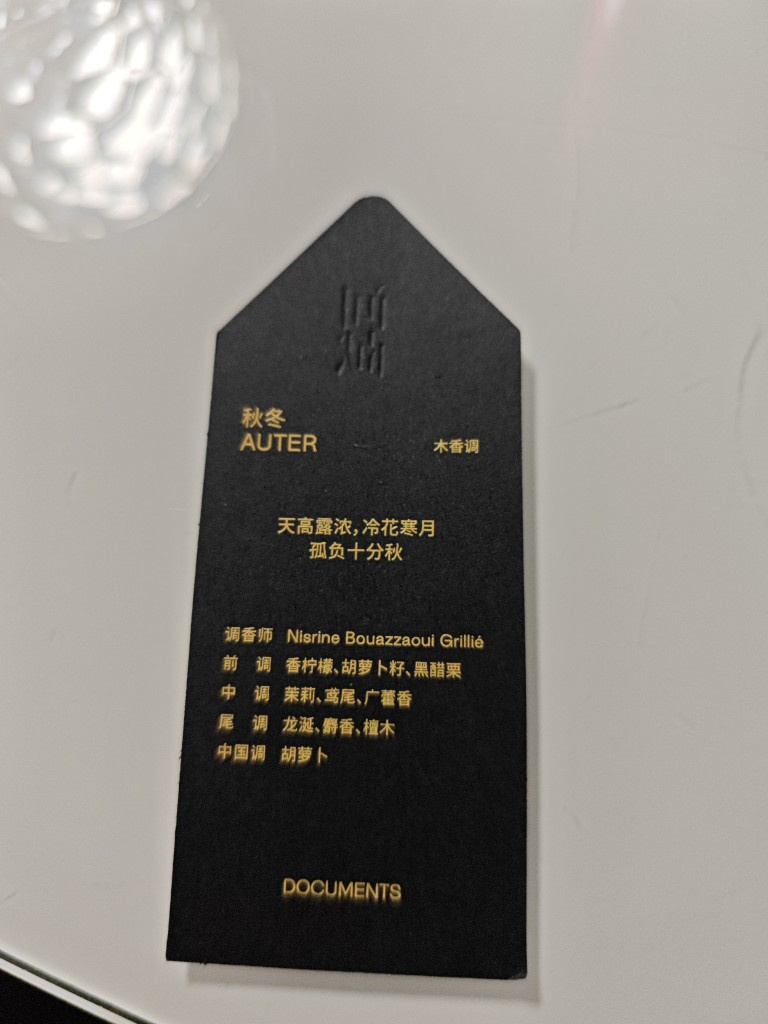 秋冬
AUTER
木香调
天高露浓,冷花寒月
孤负十分秋
调香师 Nisrine Bouazzaoui Grillié
前 调 香柠檬、胡萝卜籽、黑醋栗
中 调 茉莉、鸢尾、广藿香
尾 调 龙涎、麝香、檀木
中国调 胡萝卜
DOCUMENTS